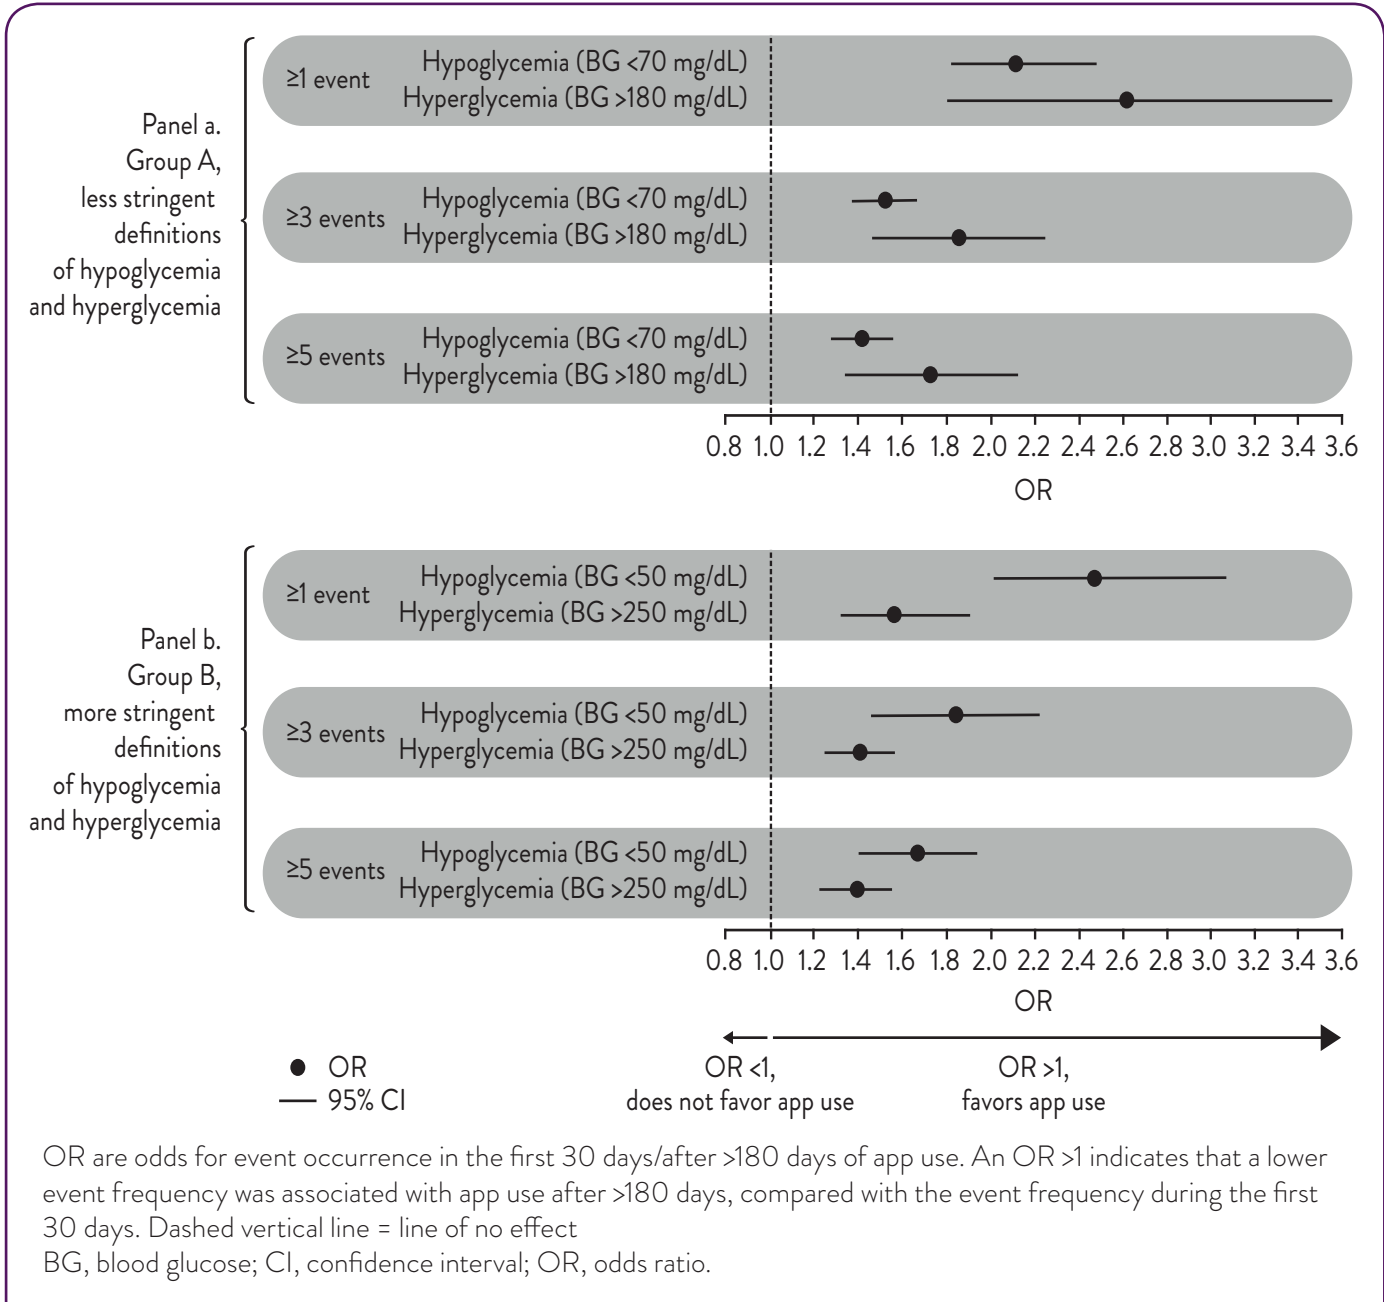 Panel a.
Group A,
less stringent
definitions
of hypoglycemia
and hyperglycemia
≥1 event
Hypoglycemia (BG <70 mg/dL)
Hyperglycemia (BG >180 mg/dL)
≥3 events
Hypoglycemia (BG <70 mg/dL)
Hyperglycemia (BG >180 mg/dL)
≥5 events
Hypoglycemia (BG <70 mg/dL)
Hyperglycemia (BG >180 mg/dL)
0.8 1.0 1.2 1.4 1.6 1.8 2.0 2.2 2.4 2.6 2.8 3.0 3.2 3.4 3.6
OR
Panel b.
Group B,
more stringent
definitions
of hypoglycemia
and hyperglycemia
≥1 event
Hypoglycemia (BG <50 mg/dL)
Hyperglycemia (BG >250 mg/dL)
≥3 events
Hypoglycemia (BG <50 mg/dL)
Hyperglycemia (BG >250 mg/dL)
≥5 events
Hypoglycemia (BG <50 mg/dL)
Hyperglycemia (BG >250 mg/dL)
0.8 1.0 1.2 1.4 1.6 1.8 2.0 2.2 2.4 2.6 2.8 3.0 3.2 3.4 3.6
OR
OR
95% CI
OR <1,
does not favor app use
OR >1,
favors app use
OR are odds for event occurrence in the first 30 days/after >180 days of app use. An OR >1 indicates that a lower
event frequency was associated with app use after >180 days, compared with the event frequency during the first
30 days. Dashed vertical line = line of no effect
BG, blood glucose; CI, confidence interval; OR, odds ratio.